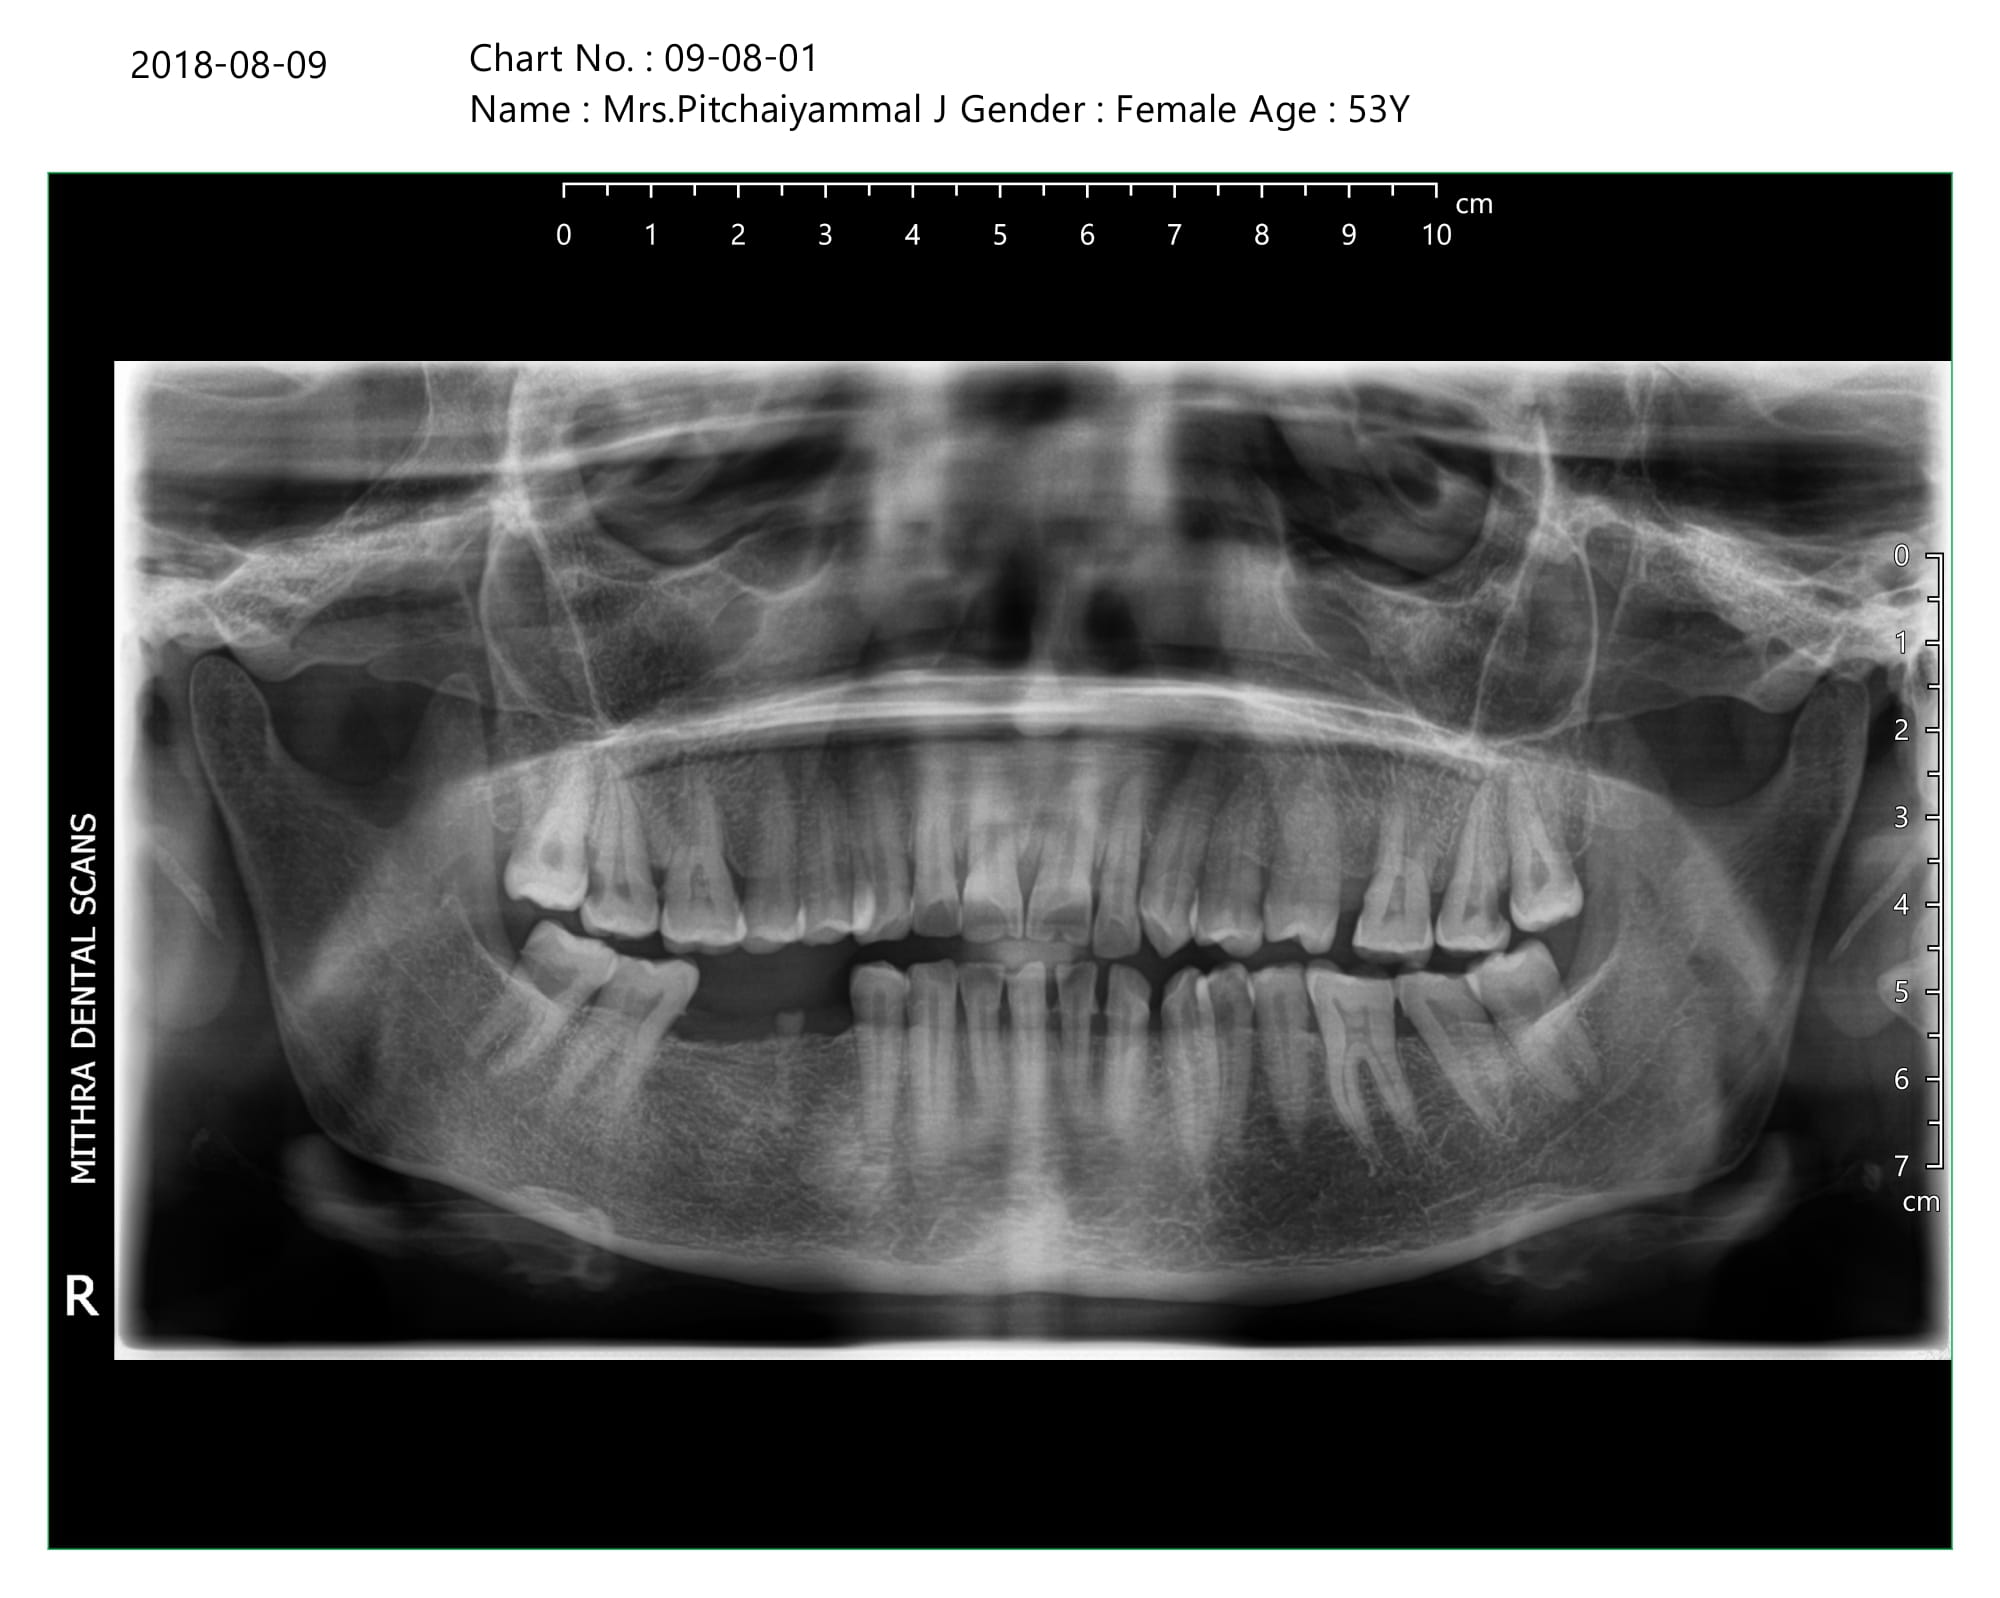 2018-08-09
Chart No. : 09-08-01
Name : Mrs.Pitchaiyammal J Gender : Female Age : 53Y
0 1 2 3 4 5 6 7 8 9 10 cm
0
1
2
3
4
5
6
7
cm
MITHRA DENTAL SCANS
R